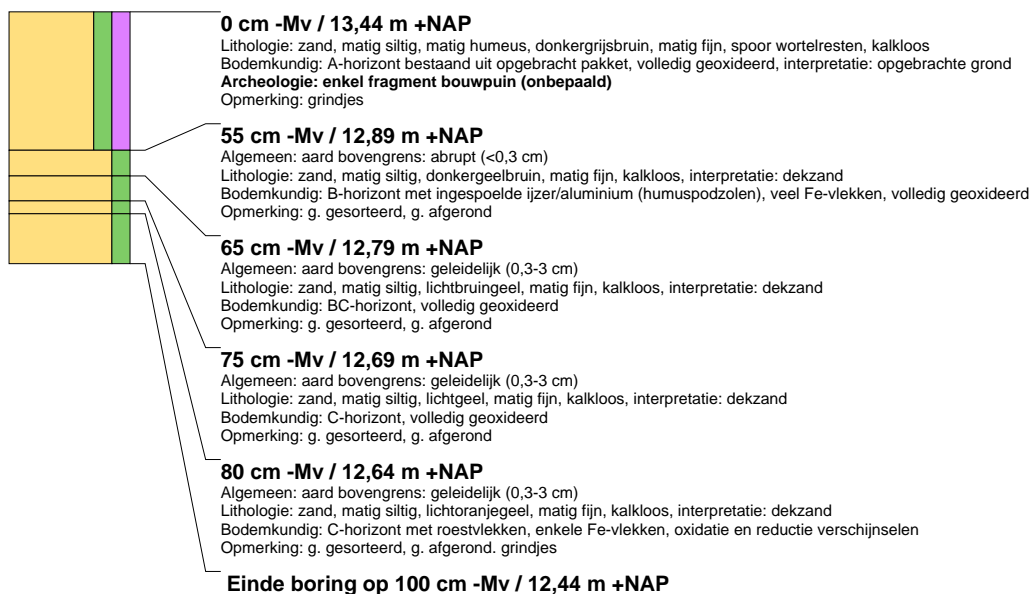 0 cm -Mv / 13,44 m +NAP
Lithologie: zand, matig siltig, matig humeus, donkergrijsbruin, matig fijn, spoor wortelresten, kalkloos
Bodemkundig: A-horizont bestaand uit opgebracht pakket, volledig geoxideerd, interpretatie: opgebrachte grond
Archeologie: enkel fragment bouwpuin (onbepaald)
Opmerking: grindjes
55 cm -Mv / 12,89 m +NAP
Algemeen: aard bovengrens: abrupt (<0,3 cm)
Lithologie: zand, matig siltig, donkergeelbruin, matig fijn, kalkloos, interpretatie: dekzand
Bodemkundig: B-horizont met ingespoelde ijzer/aluminium (humuspodzolen), veel Fe-vlekken, volledig geoxideerd
Opmerking: g. gesorteerd, g. afgerond
65 cm -Mv / 12,79 m +NAP
Algemeen: aard bovengrens: geleidelijk (0,3-3 cm)
Lithologie: zand, matig siltig, lichtbruingeel, matig fijn, kalkloos, interpretatie: dekzand
Bodemkundig: BC-horizont, volledig geoxideerd
Opmerking: g. gesorteerd, g. afgerond
75 cm -Mv / 12,69 m +NAP
Algemeen: aard bovengrens: geleidelijk (0,3-3 cm)
Lithologie: zand, matig siltig, lichtgeel, matig fijn, kalkloos, interpretatie: dekzand
Bodemkundig: C-horizont, volledig geoxideerd
Opmerking: g. gesorteerd, g. afgerond
80 cm -Mv / 12,64 m +NAP
Algemeen: aard bovengrens: geleidelijk (0,3-3 cm)
Lithologie: zand, matig siltig, lichtoranjegeel, matig fijn, kalkloos, interpretatie: dekzand
Bodemkundig: C-horizont met roestvlekken, enkele Fe-vlekken, oxidatie en reductie verschijnselen
Opmerking: g. gesorteerd, g. afgerond. grindjes
Einde boring op 100 cm -Mv / 12,44 m +NAP